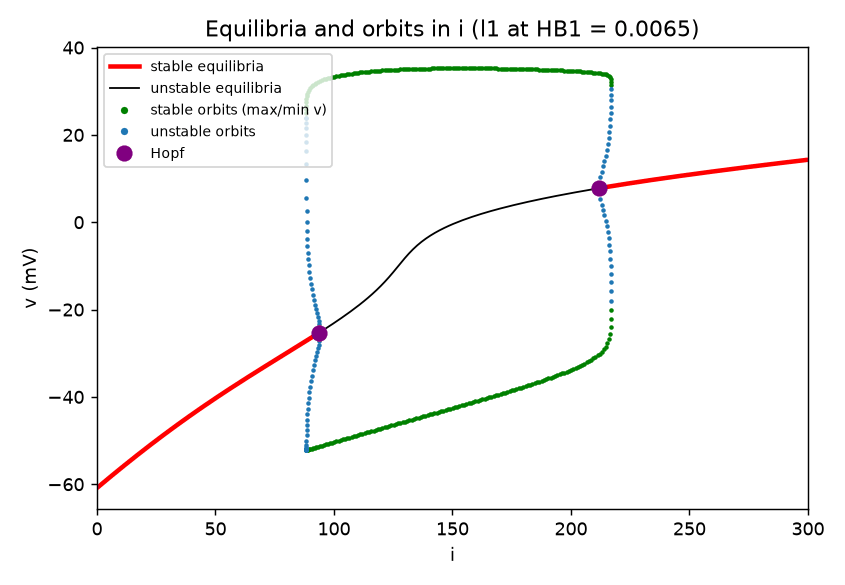 Equilibria and orbits in i (l1 at HB1 = 0.0065)
40
20
0
−20
−40
−60
v (mV)
stable equilibria
unstable equilibria
stable orbits (max/min v)
unstable orbits
Hopf
0
50
100
150
200
250
300
i